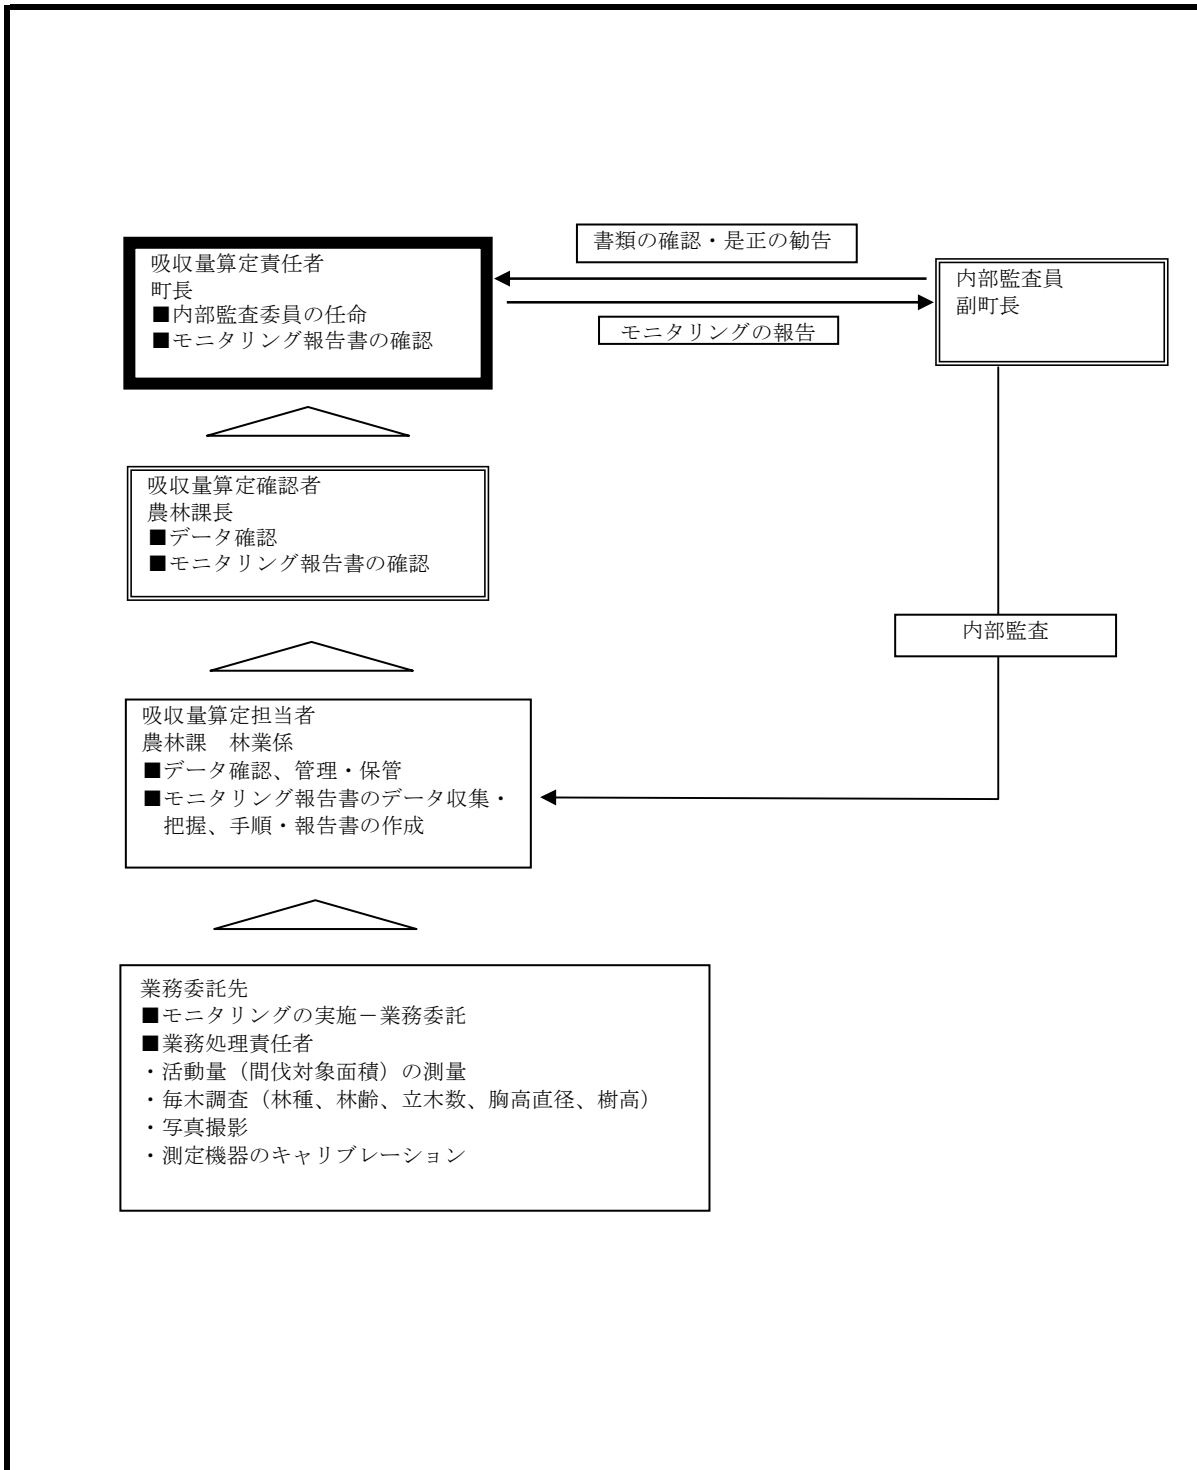 書類の確認・是正の勧告
吸収量算定責任者
町長
■内部監査委員の任命
■モニタリング報告書の確認
内部監査員
副町長
モニタリングの報告
吸収量算定確認者
農林課長
■データ確認
■モニタリング報告書の確認
内部監査
吸収量算定担当者
農林課　林業係
■データ確認、管理・保管
■モニタリング報告書のデータ収集・
把握、手順・報告書の作成
業務委託先
■モニタリングの実施－業務委託
■業務処理責任者
・活動量（間伐対象面積）の測量
・毎木調査（林種、林齢、立木数、胸高直径、樹高）
・写真撮影
・測定機器のキャリブレーション